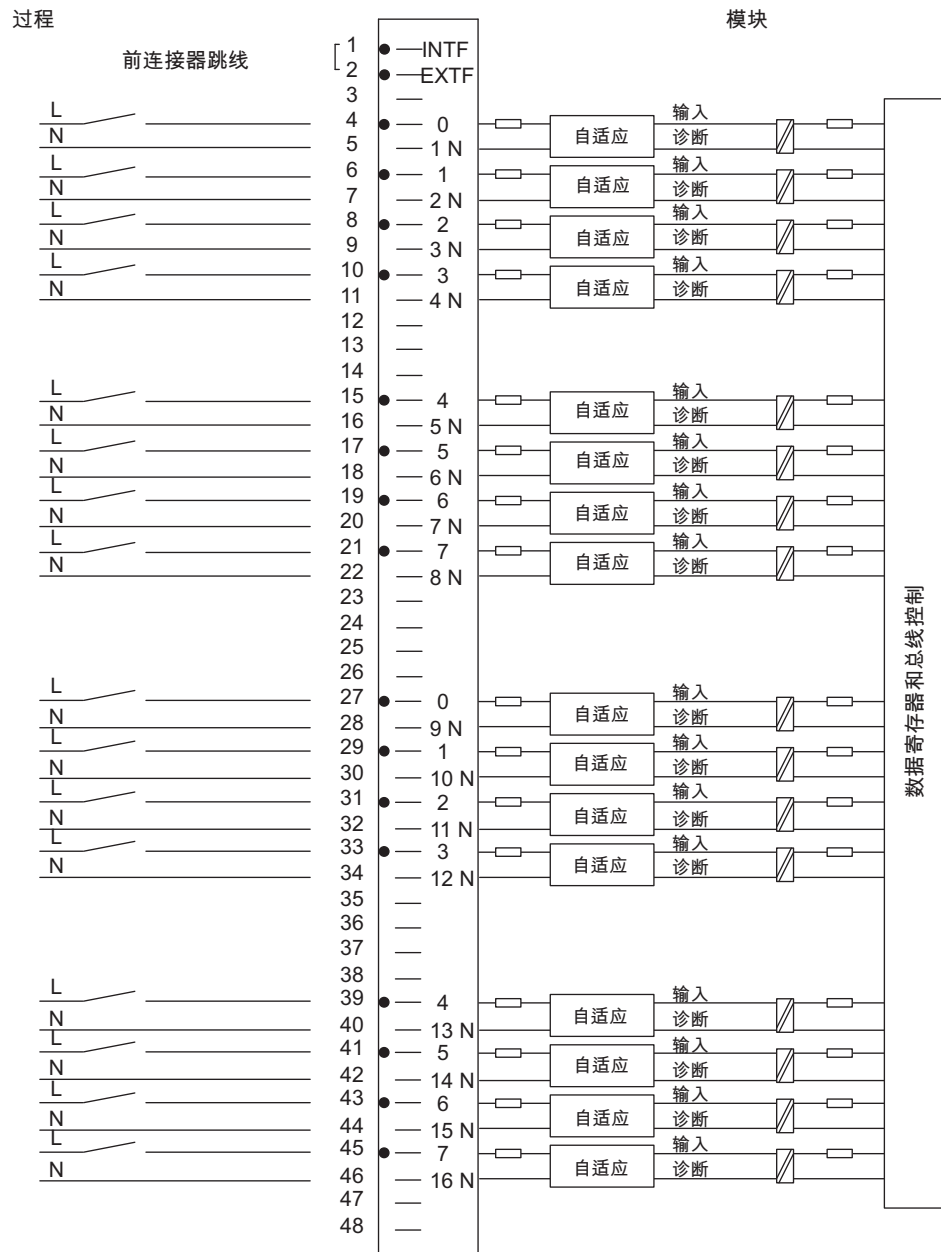 过程
模块
前连接器跳线
1 INTF
2 EXTF
3
L 4 0 输入
自适应
N 5 1 N 诊断
L 6 1 输入
自适应
N 7 2 N 诊断
L 8 2 输入
自适应
N 9 3 N 诊断
L 10 3 输入
自适应
N 11 4 N 诊断
12
13
14
L 15 4 输入
自适应
N 16 5 N 诊断
L 17 5 输入
自适应
N 18 6 N 诊断
L 19 6 输入
自适应
N 20 7 N 诊断
L 21 7 输入
自适应
N 22 8 N 诊断
23
24
25
26
L 27 0 输入
自适应
N 28 9 N 诊断
L 29 1 输入
自适应
N 30 10 N 诊断
L 31 2 输入
自适应
N 32 11 N 诊断
L 33 3 输入
自适应
N 34 12 N 诊断
35
36
37
38
L 39 4 输入
自适应
N 40 13 N 诊断
L 41 5 输入
自适应
N 42 14 N 诊断
L 43 6 输入
自适应
N 44 15 N 诊断
L 45 7 输入
自适应
N 46 16 N 诊断
47
48
数据寄存器和总线控制